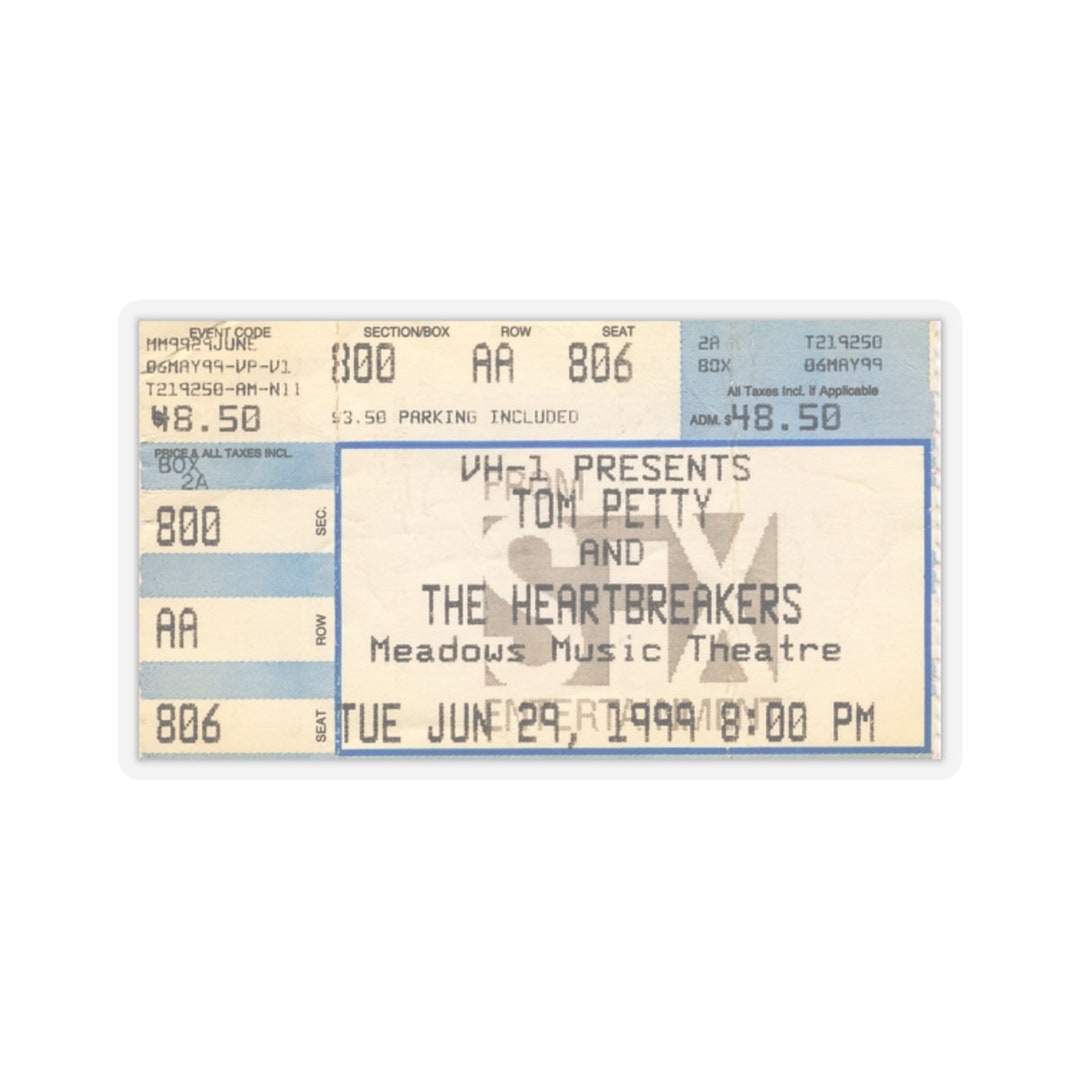 EVENT CODE
MM9929JUNE
06MAY99-VP-V1
T219250-AM-N11
48.50
PRICE & ALL TAXES INCL.
BOX
2A
800 SEC.
AA ROW
806 SEAT
SECTION/BOX ROW SEAT
800 AA 806
$3.50 PARKING INCLUDED
2A T219250
BOX 06MAY99
All Taxes Incl. if Applicable
ADM. $48.50
VH-1 PRESENTS
FROM
TOM PETTY
SFX
AND
THE HEARTBREAKERS
Meadows Music Theatre
ENTERTAINMENT
TUE JUN 29, 1999 8:00 PM